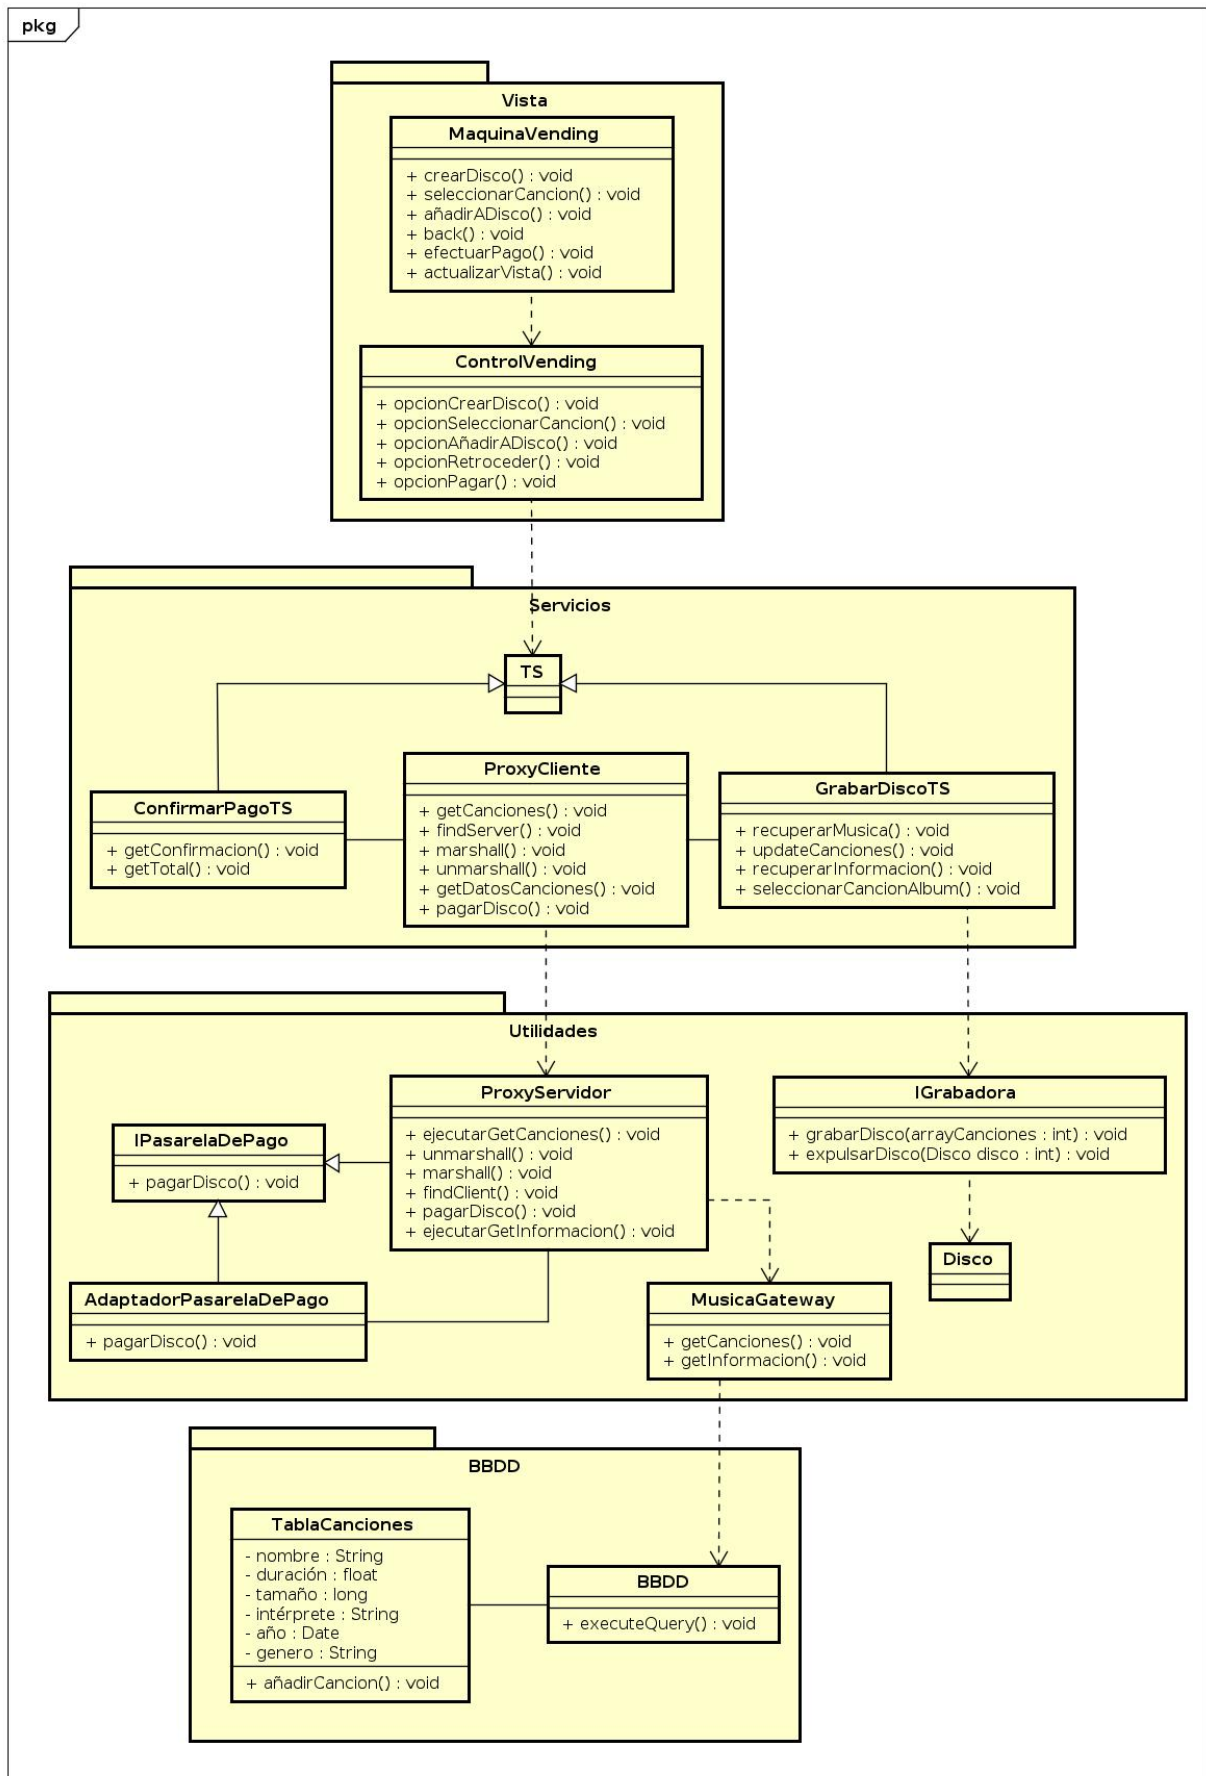 pkg
Vista
MaquinaVending
+ crearDisco() : void
+ seleccionarCancion() : void
+ añadirADisco() : void
+ back() : void
+ efectuarPago() : void
+ actualizarVista() : void
ControlVending
+ opcionCrearDisco() : void
+ opcionSeleccionarCancion() : void
+ opcionAñadirADisco() : void
+ opcionRetroceder() : void
+ opcionPagar() : void
Servicios
TS
ConfirmarPagoTS
+ getConfirmacion() : void
+ getTotal() : void
ProxyCliente
+ getCanciones() : void
+ findServer() : void
+ marshall() : void
+ unmarshall() : void
+ getDatosCanciones() : void
+ pagarDisco() : void
GrabarDiscoTS
+ recuperarMusica() : void
+ updateCanciones() : void
+ recuperarInformacion() : void
+ seleccionarCancionAlbum() : void
Utilidades
IPasarelaDePago
+ pagarDisco() : void
ProxyServidor
+ ejecutarGetCanciones() : void
+ unmarshall() : void
+ marshall() : void
+ findClient() : void
+ pagarDisco() : void
+ ejecutarGetInformacion() : void
IGrabadora
+ grabarDisco(arrayCanciones : int) : void
+ expulsarDisco(Disco disco : int) : void
Disco
AdaptadorPasarelaDePago
+ pagarDisco() : void
MusicaGateway
+ getCanciones() : void
+ getInformacion() : void
BBDD
TablaCanciones
- nombre : String
- duración : float
- tamaño : long
- intérprete : String
- año : Date
- genero : String
+ añadirCancion() : void
BBDD
+ executeQuery() : void